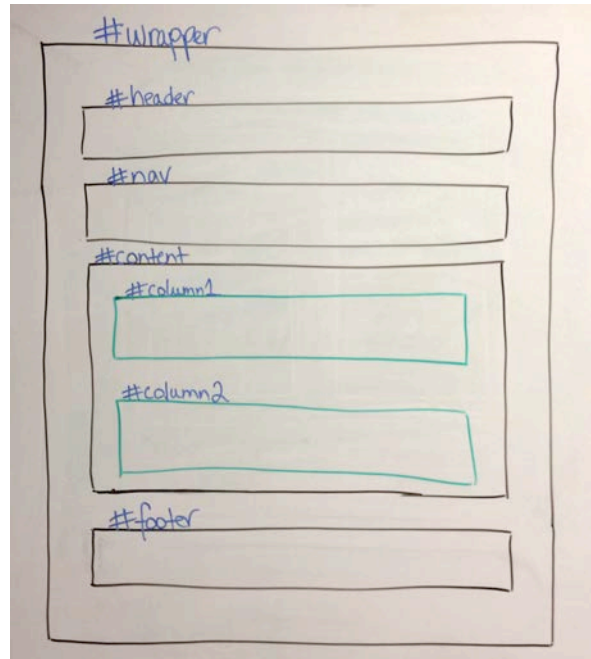 #wrapper
#header
#nav
#content
#column1
#column2
#footer